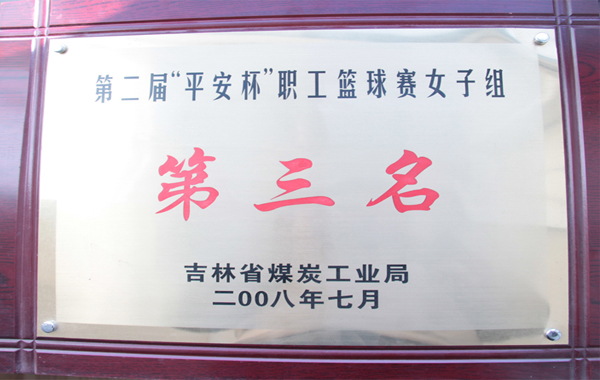 第二届“平安杯”职工篮球赛女子组
第三名
吉林省煤炭工业局
二00八年七月